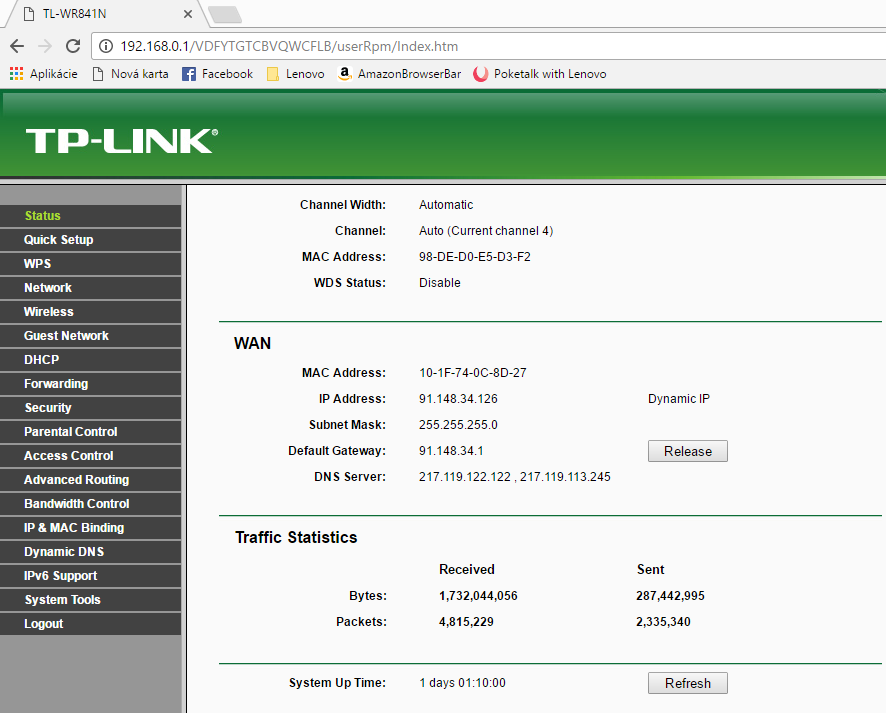 TL-WR841N
192.168.0.1/VDFYTGTCBVQWCFLB/userRpm/Index.htm
Aplikácie Nová karta Facebook Lenovo AmazonBrowserBar Poketalk with Lenovo
TP-LINK®
Status
Quick Setup
WPS
Network
Wireless
Guest Network
DHCP
Forwarding
Security
Parental Control
Access Control
Advanced Routing
Bandwidth Control
IP & MAC Binding
Dynamic DNS
IPv6 Support
System Tools
Logout
Channel Width: Automatic
Channel: Auto (Current channel 4)
MAC Address: 98-DE-D0-E5-D3-F2
WDS Status: Disable
WAN
MAC Address: 10-1F-74-0C-8D-27
IP Address: 91.148.34.126 Dynamic IP
Subnet Mask: 255.255.255.0
Default Gateway: 91.148.34.1 Release
DNS Server: 217.119.122.122 , 217.119.113.245
Traffic Statistics
Received Sent
Bytes: 1,732,044,056 287,442,995
Packets: 4,815,229 2,335,340
System Up Time: 1 days 01:10:00 Refresh